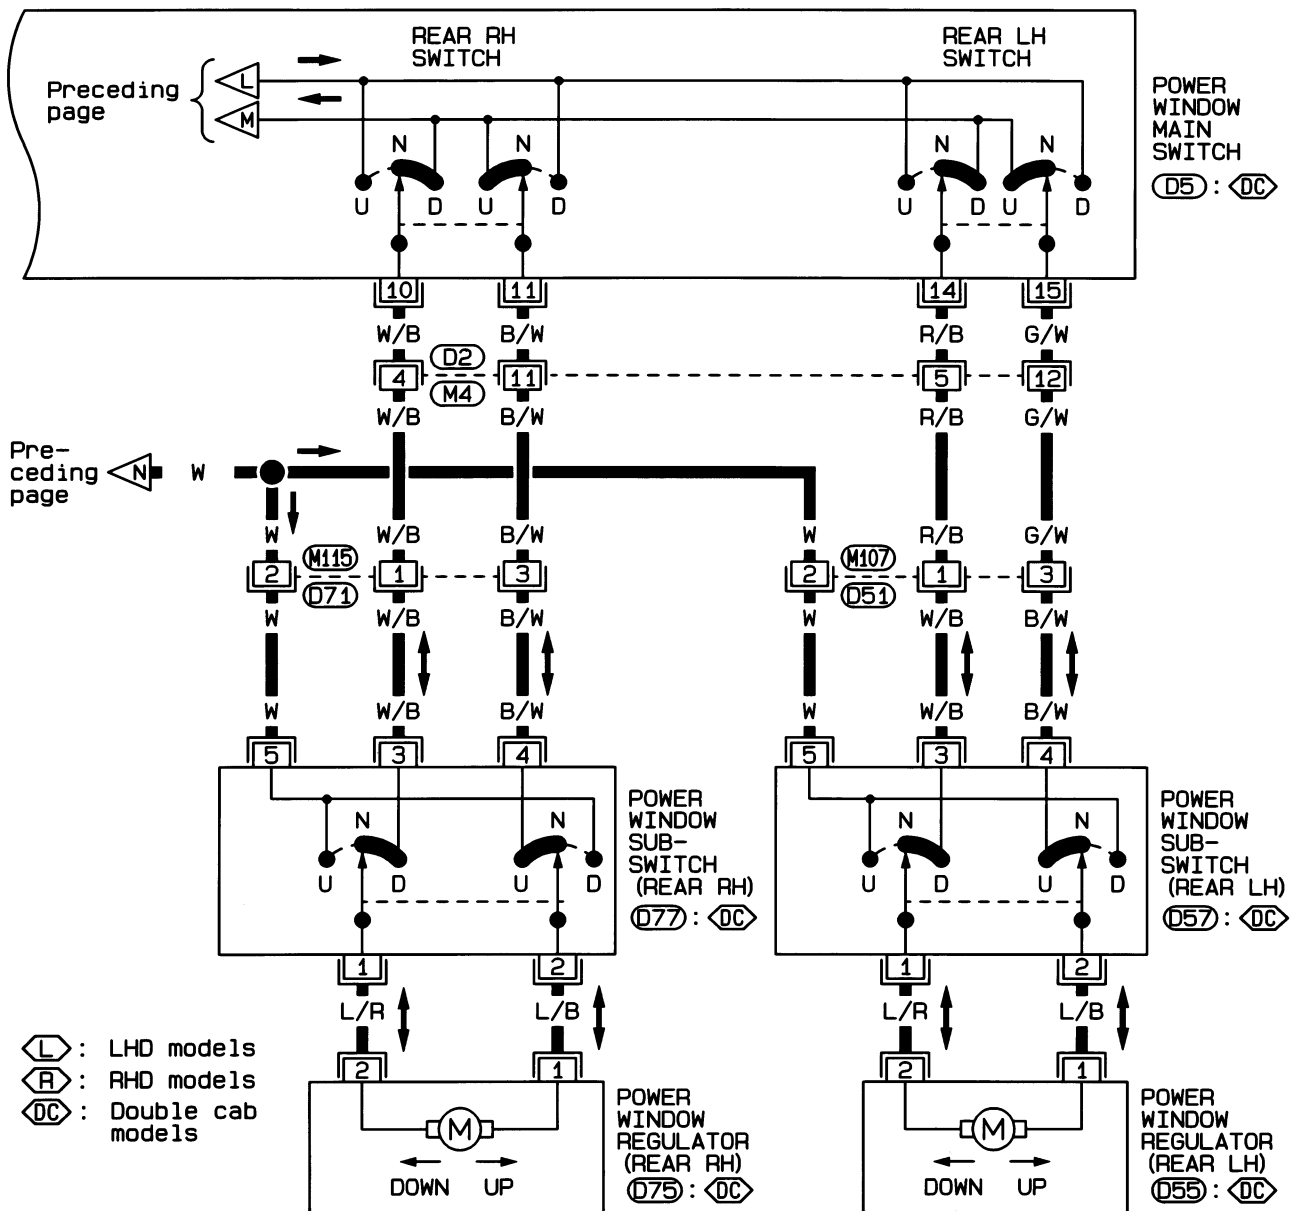 REAR RH
SWITCH
REAR LH
SWITCH
Preceding
page
L
M
N N N N
U D U D U D U D
POWER
WINDOW
MAIN
SWITCH
D5 : DC
10 11 14 15
W/B B/W R/B G/W
D2
4 11 5 12
M4
W/B B/W R/B G/W
Pre-
ceding
page
N W
W W/B B/W W R/B G/W
M115 M107
2 1 3 2 1 3
D71 D51
W W/B B/W W W/B B/W
W W/B B/W W W/B B/W
5 3 4 5 3 4
N N N N
U D U D U D U D
POWER
WINDOW
SUB-
SWITCH
(REAR RH)
D77 : DC
POWER
WINDOW
SUB-
SWITCH
(REAR LH)
D57 : DC
1 2 1 2
L/R L/B L/R L/B
2 1 2 1
L : LHD models
R : RHD models
DC : Double cab
models
M
DOWN UP
POWER
WINDOW
REGULATOR
(REAR RH)
D75 : DC
M
DOWN UP
POWER
WINDOW
REGULATOR
(REAR LH)
D55 : DC